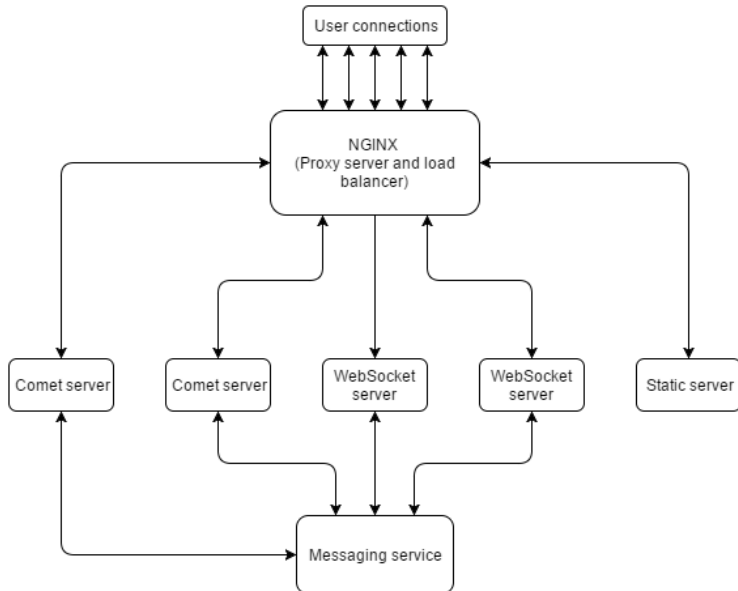 User connections
NGINX
(Proxy server and load
balancer)
Comet server
Comet server
WebSocket
server
WebSocket
server
Static server
Messaging service